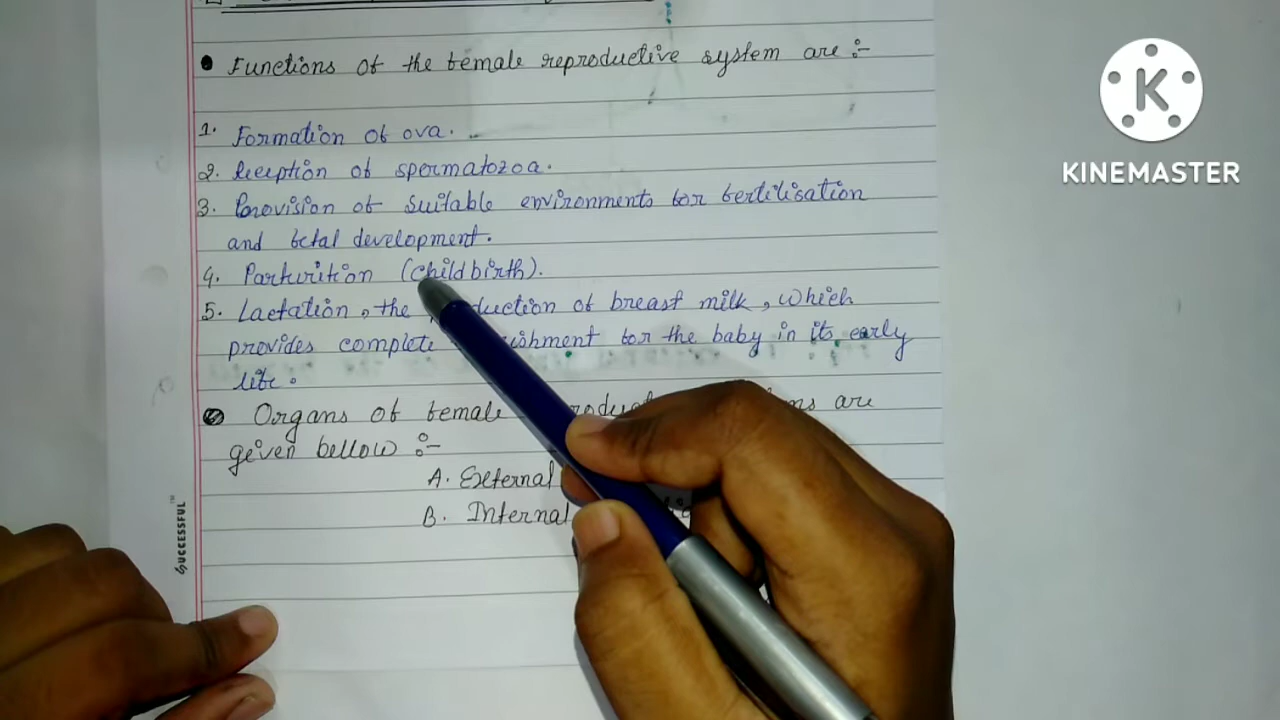 • Functions of the female reproductive system are :-
1. Formation of ova.
2. Reception of spermatozoa.
3. Provision of suitable environments for fertilisation
and fetal development.
4. Parturition (childbirth).
5. Lactation, the production of breast milk, which
provides complete nourishment for the baby in its early
life.
Organs of female are
given bellow :-
A. External
B. Internal
SUCCESSFUL
K
KINEMASTER